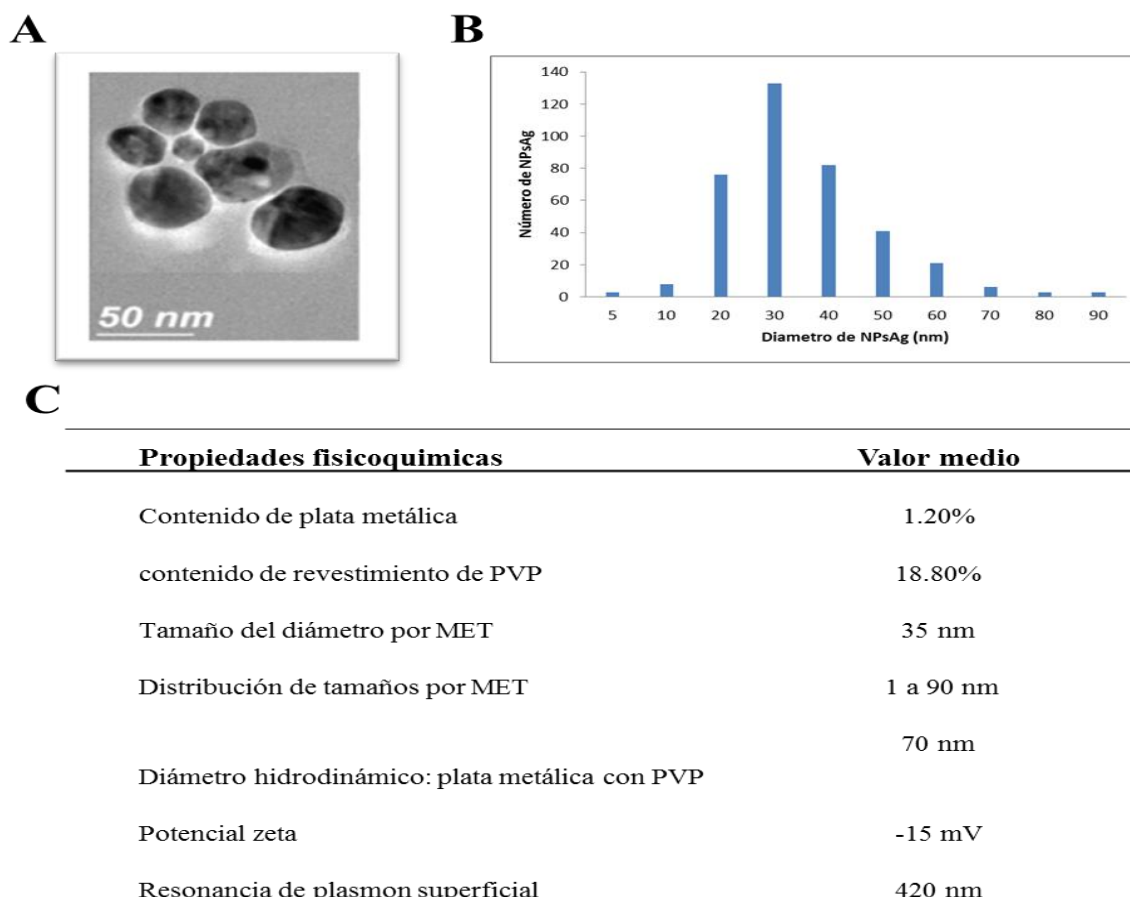 A
50 nm
B
140
120
100
80
60
40
20
0
Número de NPsAg
5 10 20 30 40 50 60 70 80 90
Diametro de NPsAg (nm)
C
Propiedades fisicoquimicas Valor medio
Contenido de plata metálica 1.20%
contenido de revestimiento de PVP 18.80%
Tamaño del diámetro por MET 35 nm
Distribución de tamaños por MET 1 a 90 nm
70 nm
Diámetro hidrodinámico: plata metálica con PVP
Potencial zeta -15 mV
Resonancia de plasmon superficial 420 nm